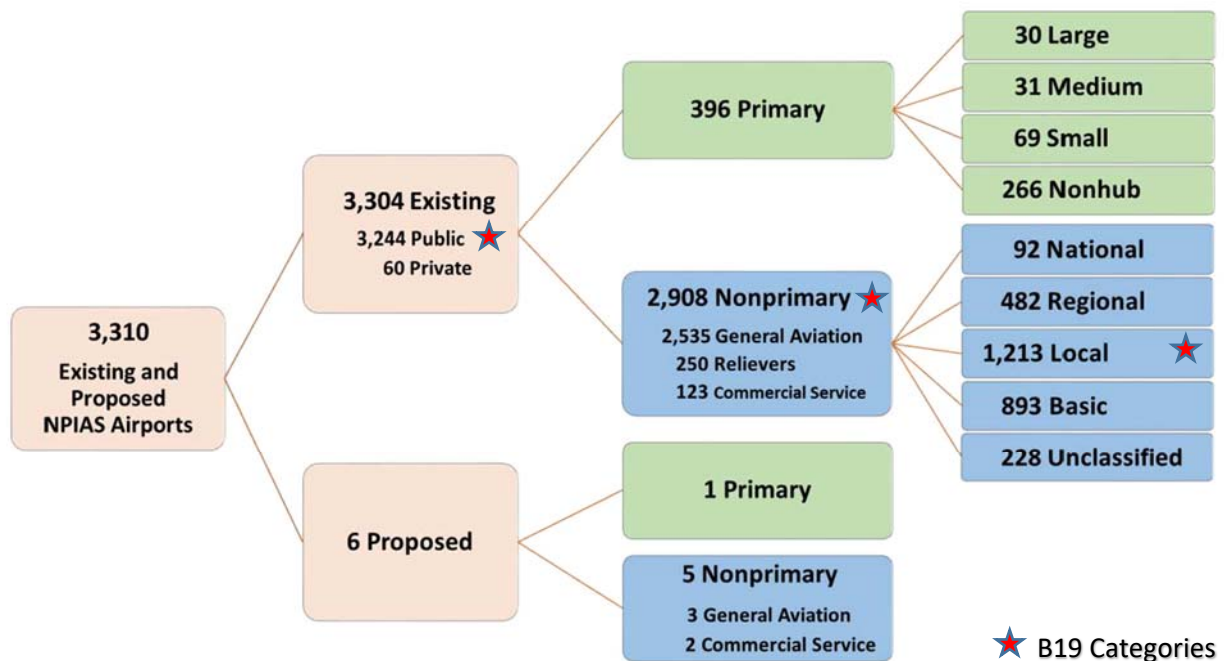 3,310
Existing and
Proposed
NPIAS Airports
3,304 Existing
3,244 Public
60 Private
6 Proposed
396 Primary
2,908 Nonprimary
2,535 General Aviation
250 Relievers
123 Commercial Service
1 Primary
5 Nonprimary
3 General Aviation
2 Commercial Service
30 Large
31 Medium
69 Small
266 Nonhub
92 National
482 Regional
1,213 Local
893 Basic
228 Unclassified
B19 Categories